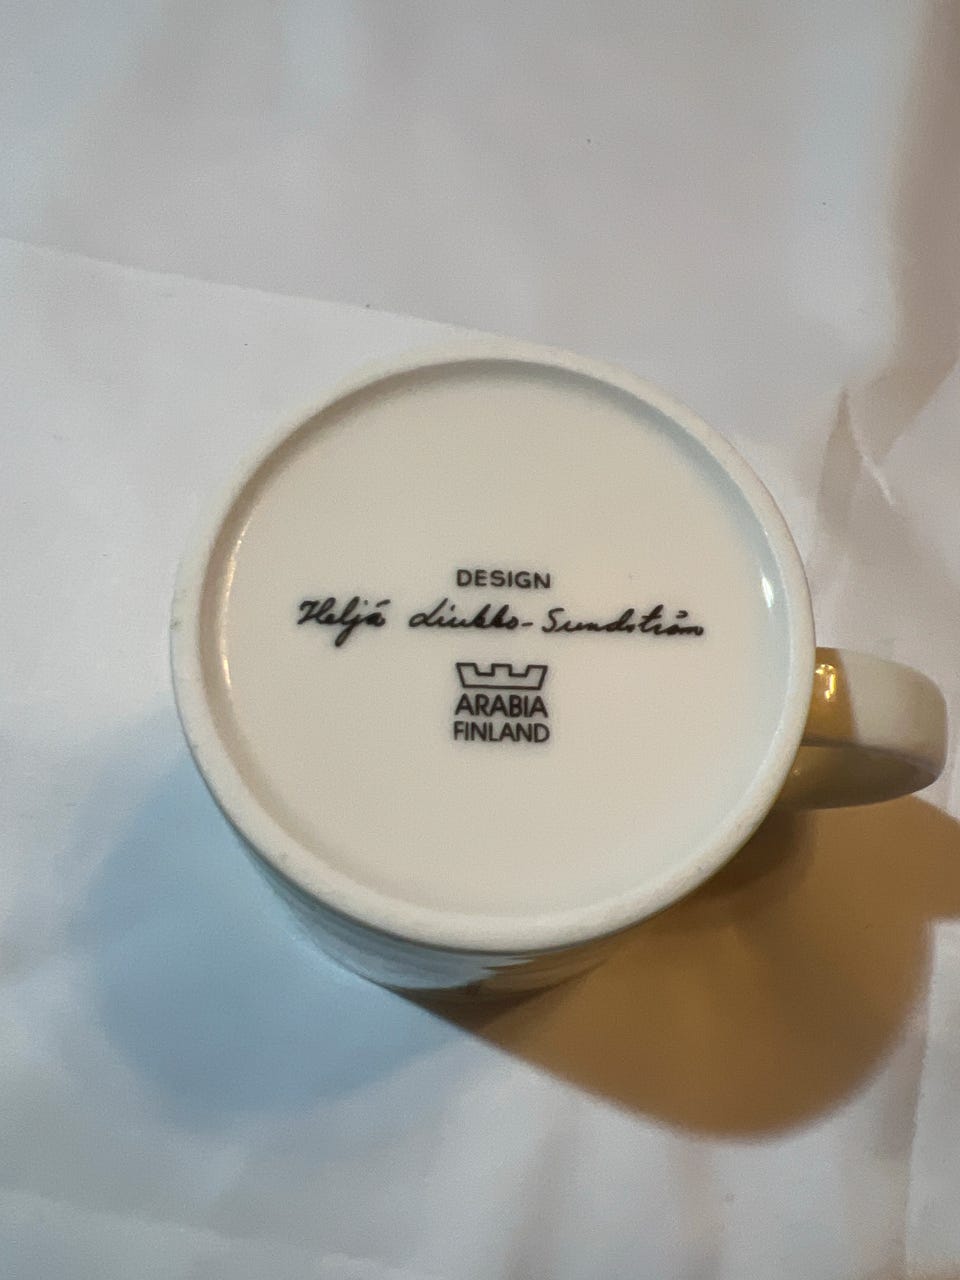 DESIGN
Heljä Liukko-Sundström
ARABIA
FINLAND